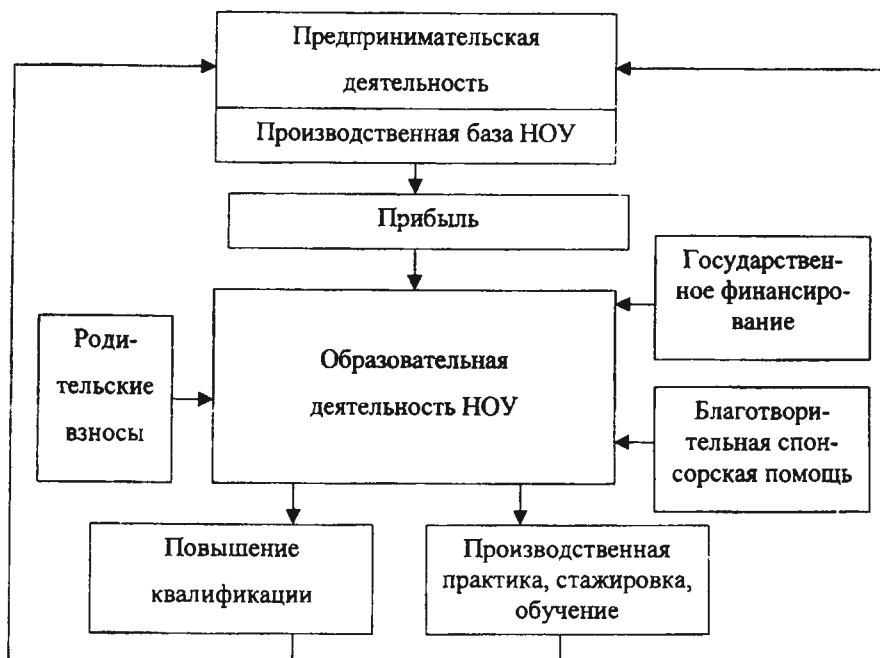 Предпринимательская
деятельность
Производственная база НОУ
Прибыль
Государствен-
ное финансиро-
вание
Роди-
тельские
взносы
Образовательная
деятельность НОУ
Благотвори-
тельная спон-
сорская помощь
Повышение
квалификации
Производственная
практика, стажировка,
обучение